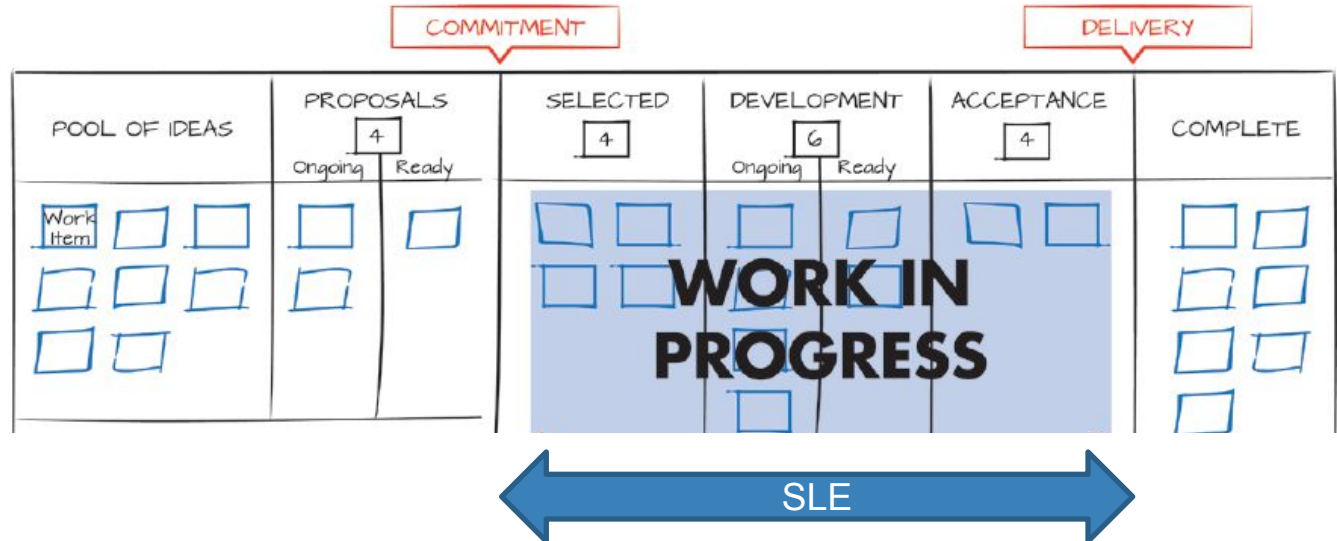 COMMITMENT
DELIVERY
POOL OF IDEAS
PROPOSALS
4
Ongoing
Ready
SELECTED
4
DEVELOPMENT
6
Ongoing
Ready
ACCEPTANCE
4
COMPLETE
Work
Item
WORK IN
PROGRESS
SLE